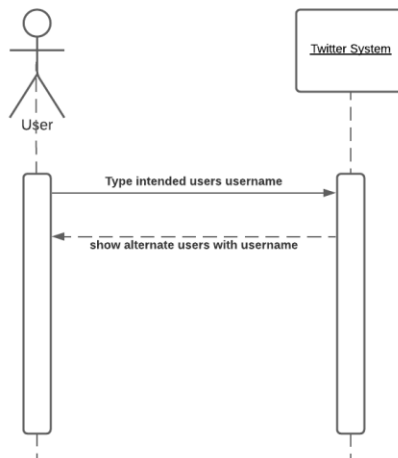 Twitter System
User
Type intended users username
show alternate users with username